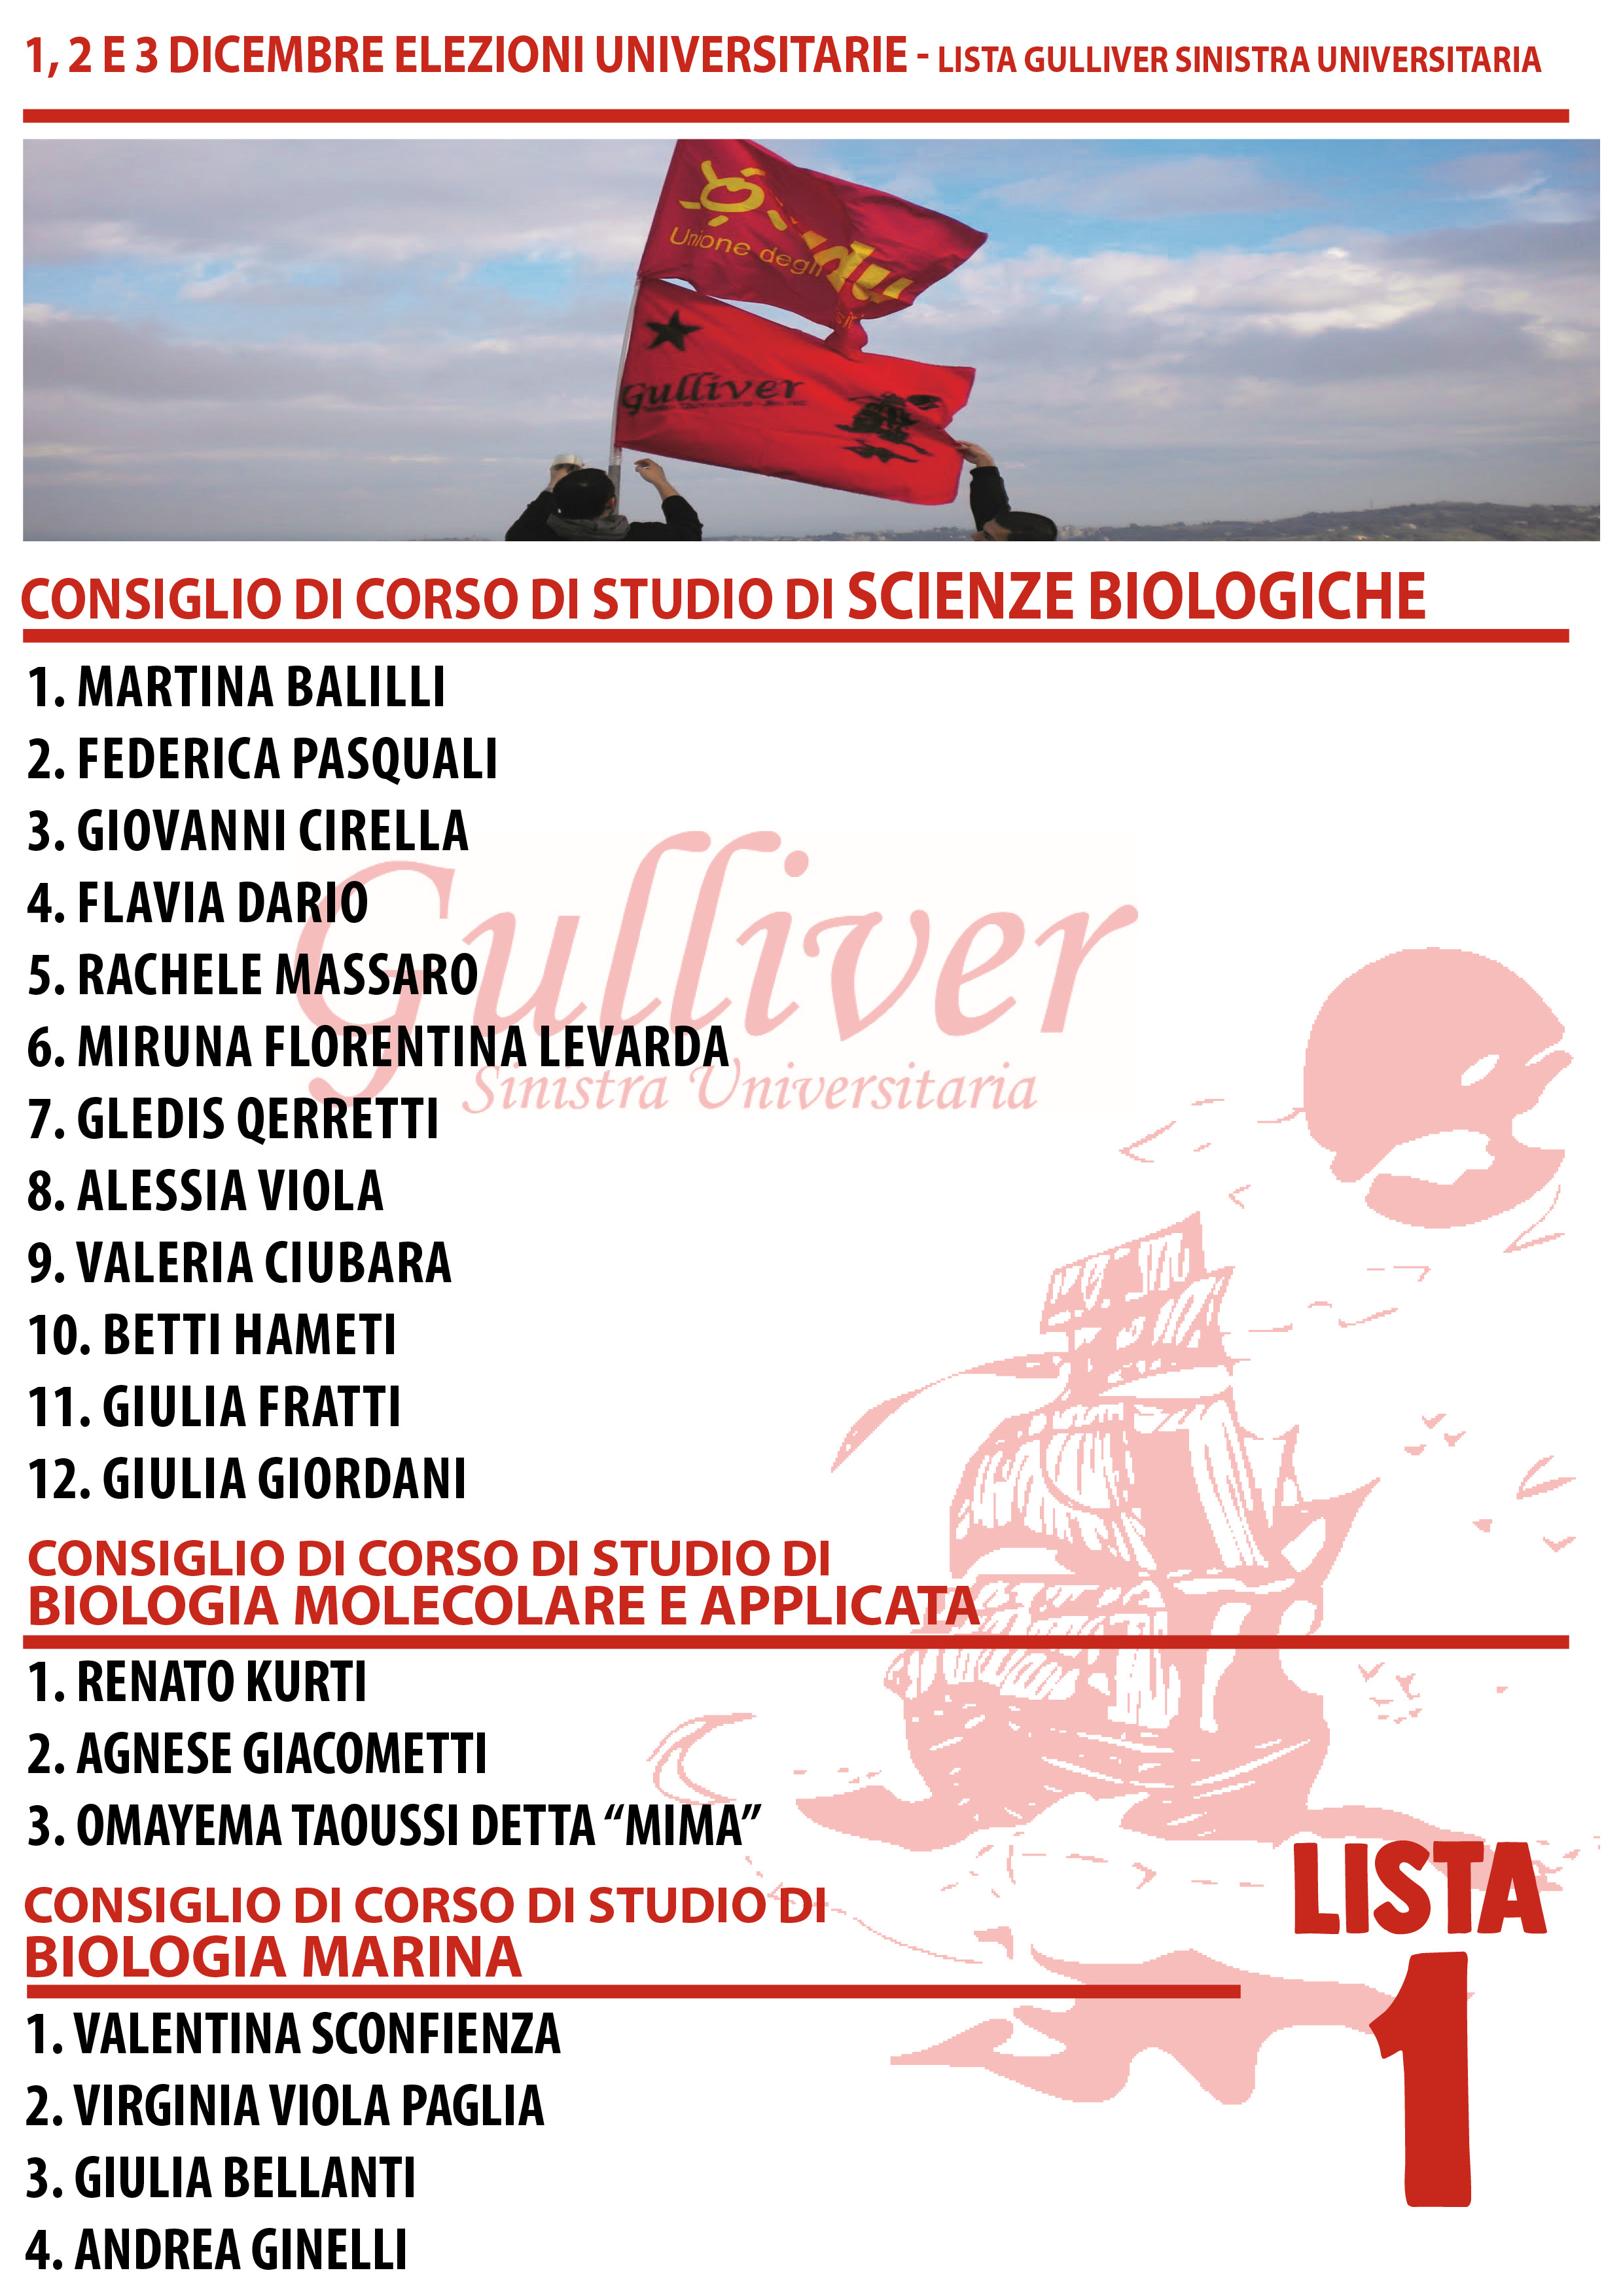 1, 2 E 3 DICEMBRE ELEZIONI UNIVERSITARIE - LISTA GULLIVER SINISTRA UNIVERSITARIA
Unione degli
Gulliver
CONSIGLIO DI CORSO DI STUDIO DI SCIENZE BIOLOGICHE
1. MARTINA BALILLI
2. FEDERICA PASQUALI
3. GIOVANNI CIRELLA
4. FLAVIA DARIO
5. RACHELE MASSARO
6. MIRUNA FLORENTINA LEVARDA
7. GLEDIS QERRETTI
8. ALESSIA VIOLA
9. VALERIA CIUBARA
10. BETTI HAMETI
11. GIULIA FRATTI
12. GIULIA GIORDANI
Gulliver
Sinistra Universitaria
CONSIGLIO DI CORSO DI STUDIO DI
BIOLOGIA MOLECOLARE E APPLICATA
1. RENATO KURTI
2. AGNESE GIACOMETTI
3. OMAYEMA TAOUSSI DETTA “MIMA”
CONSIGLIO DI CORSO DI STUDIO DI
BIOLOGIA MARINA
1. VALENTINA SCONFIENZA
2. VIRGINIA VIOLA PAGLIA
3. GIULIA BELLANTI
4. ANDREA GINELLI
LISTA
1